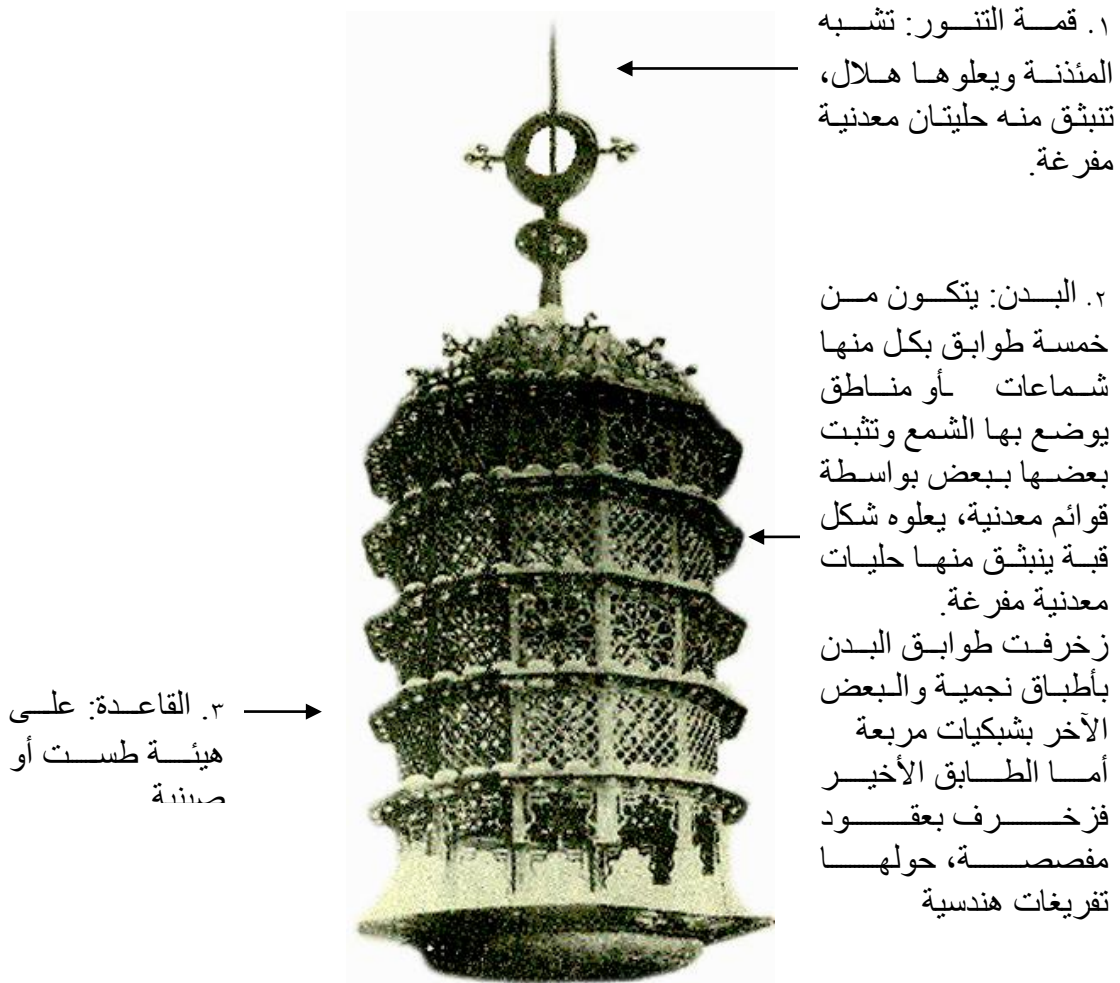 ١. قمة التنور: تشبه
المئذنة ويعلوها هلال،
تنبثق منه حليتان معدنية
مفرغة.
٢. البدن: يتكون من
خمسة طوابق بكل منها
شماعات ـأو مناطق
يوضع بها الشمع وتثبت
بعضها ببعض بواسطة
قوائم معدنية، يعلوه شكل
قبة ينبثق منها حليات
معدنية مفرغة.
زخرفت طوابق البدن
بأطباق نجمية والبعض
الآخر بشبكيات مربعة
أما الطابق الأخير
فزخرف بعقود
مفصصة، حولها
تفريغات هندسية
٣. القاعدة: على
هيئة طست أو
صينية